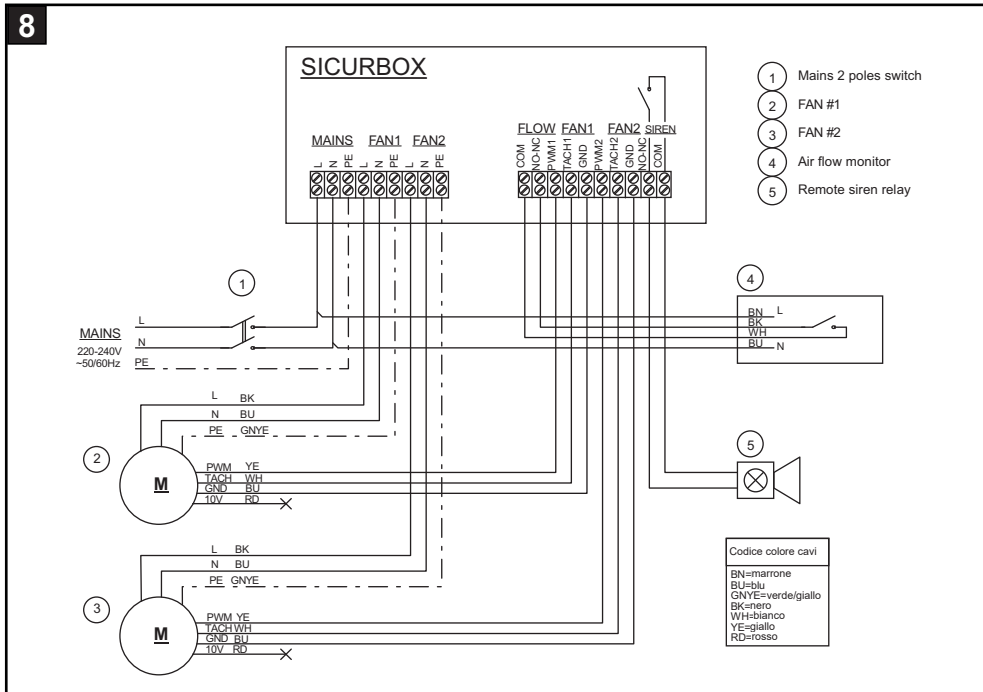 8
SICURBOX
MAINS FAN1 FAN2
L N PE L N PE L N PE
FLOW FAN1 FAN2 SIREN
COM NO-NC PWM1 TACH1 GND PWM2 TACH2 GND NO-NC COM
1 Mains 2 poles switch
2 FAN #1
3 FAN #2
4 Air flow monitor
5 Remote siren relay
1
MAINS
220-240V
~50/60Hz
L
N
PE
4
BN L
BK
WH
BU N
2
M
L BK
N BU
PE GNYE
PWM YE
TACH WH
GND BU
10V RD
5
3
M
L BK
N BU
PE GNYE
PWM YE
TACH WH
GND BU
10V RD
Codice colore cavi
BN=marrone
BU=blu
GNYE=verde/giallo
BK=nero
WH=bianco
YE=giallo
RD=rosso